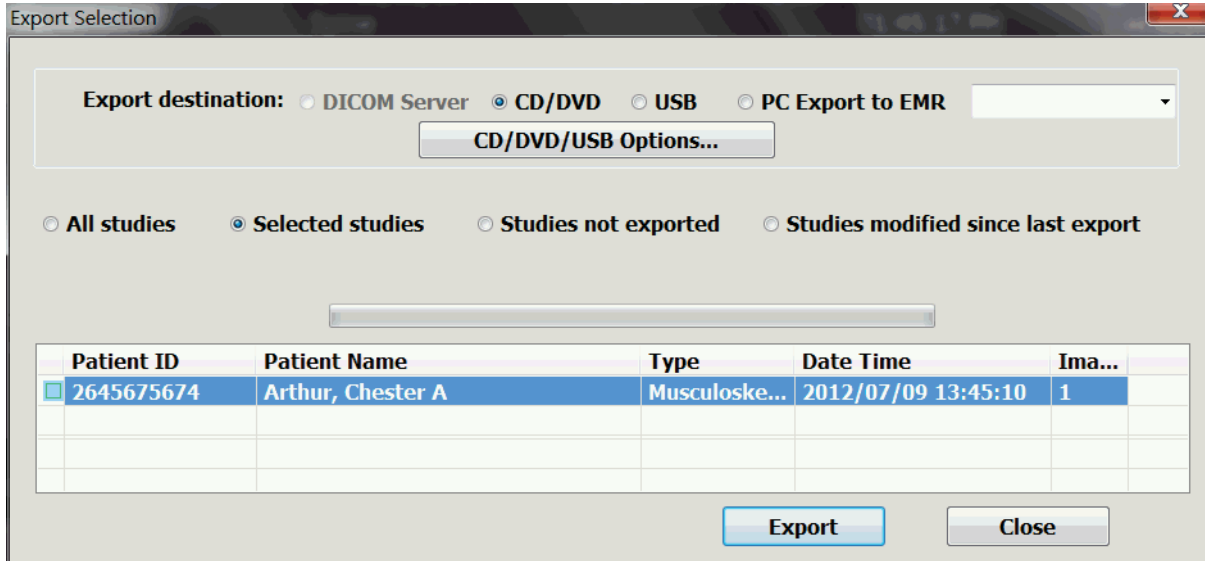 Export Selection
Export destination: DICOM Server CD/DVD USB PC Export to EMR
CD/DVD/USB Options...
All studies Selected studies Studies not exported Studies modified since last export
Patient ID Patient Name Type Date Time Ima...
2645675674 Arthur, Chester A Musculoske... 2012/07/09 13:45:10 1
Export Close